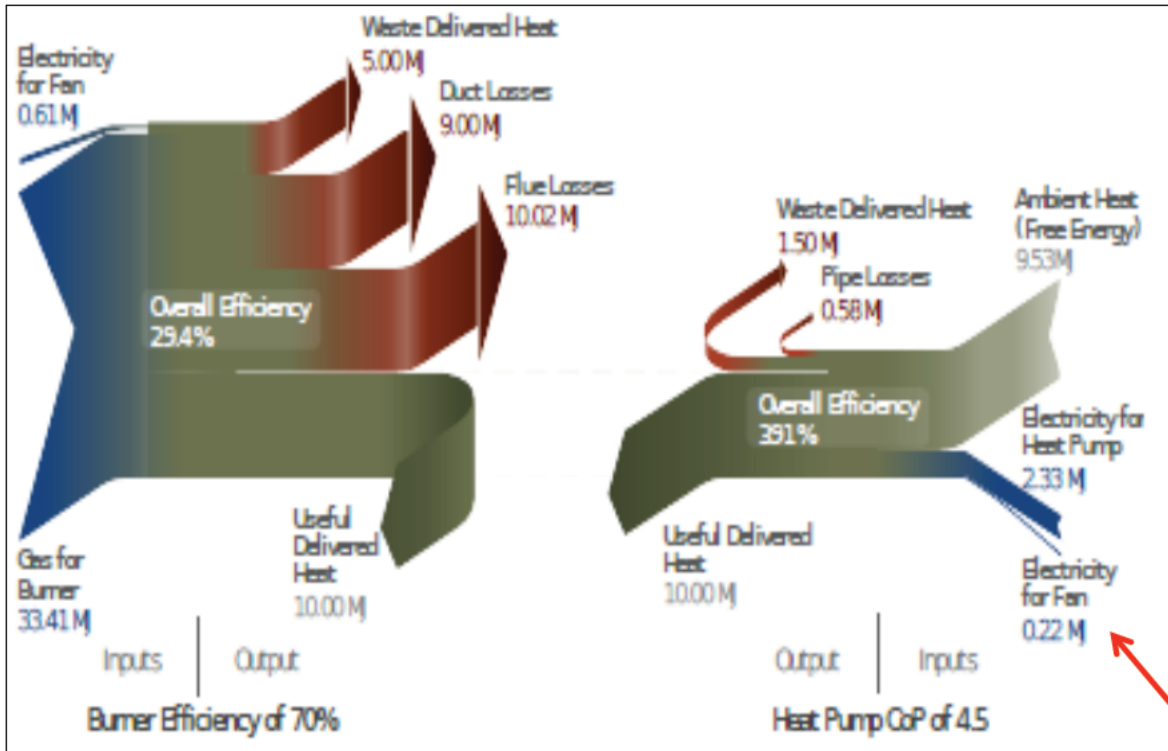 Waste Delivered Heat
5.00 MJ
Electricity
for Fan
0.61 MJ
Duct Losses
9.00 MJ
Flue Losses
10.02 MJ
Overall Efficiency
29.4%
Useful
Delivered
Heat
10.00 MJ
Gas for
Burner
33.41 MJ
Inputs
Output
Burner Efficiency of 70%
Waste Delivered Heat
1.50 MJ
Pipe Losses
0.58 MJ
Ambient Heat
(Free Energy)
9.53MJ
Overall Efficiency
391%
Electricity for
Heat Pump
2.33 MJ
Useful Delivered
Heat
10.00 MJ
Electricity
for Fan
0.22 MJ
Output
Inputs
Heat Pump CoP of 4.5